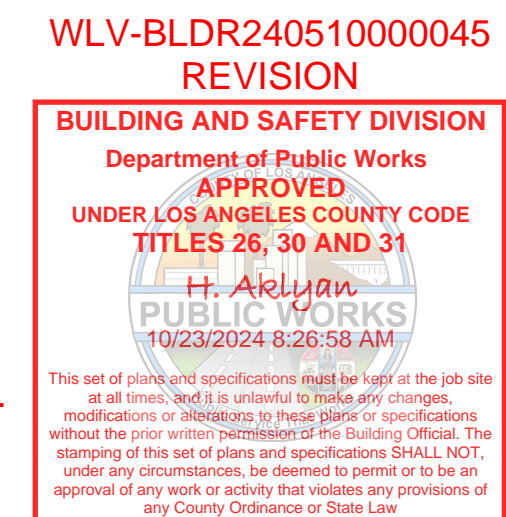 WLV-BLDR240510000045
REVISION
BUILDING AND SAFETY DIVISION
Department of Public Works
COUNTY OF LOS ANGELES
APPROVED
UNDER LOS ANGELES COUNTY CODE
TITLES 26, 30 AND 31
H. Aklyan
PUBLIC WORKS
10/23/2024 8:26:58 AM
This set of plans and specifications must be kept at the job site
at all times, and it is unlawful to make any changes,
modifications or alterations to these plans or specifications
without the prior written permission of the Building Official. The
stamping of this set of plans and specifications SHALL NOT,
under any circumstances, be deemed to permit or to be an
approval of any work or activity that violates any provisions of
any County Ordinance or State Law